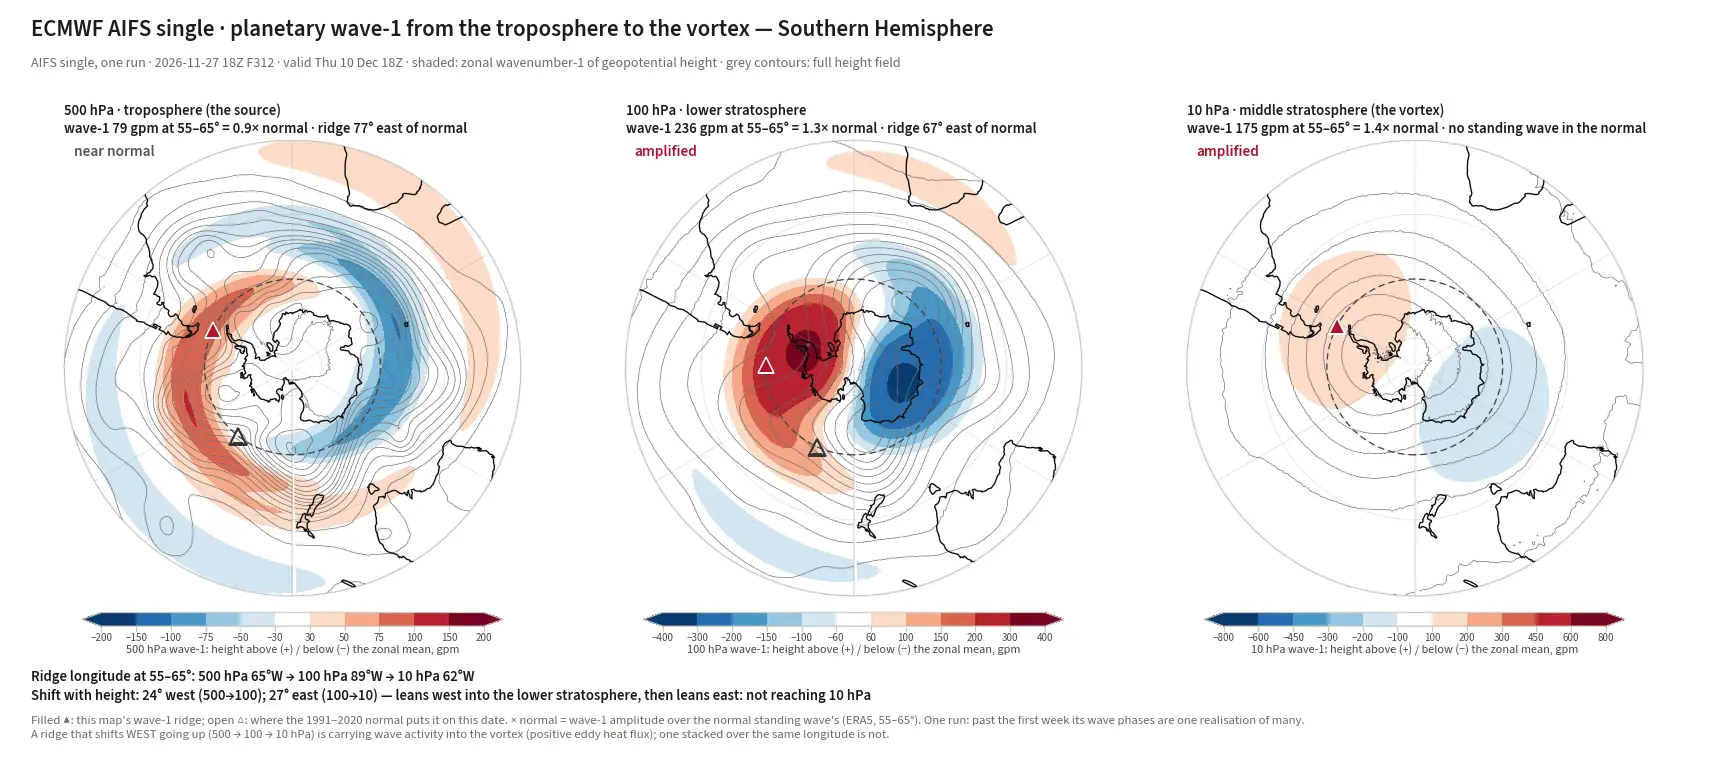 ECMWF AIFS single · planetary wave-1 from the troposphere to the vortex — Southern Hemisphere
AIFS single, one run · 2026-11-27 18Z F312 · valid Thu 10 Dec 18Z · shaded: zonal wavenumber-1 of geopotential height · grey contours: full height field
500 hPa · troposphere (the source)
wave-1 79 gpm at 55–65° = 0.9× normal · ridge 77° east of normal
near normal
100 hPa · lower stratosphere
wave-1 236 gpm at 55–65° = 1.3× normal · ridge 67° east of normal
amplified
10 hPa · middle stratosphere (the vortex)
wave-1 175 gpm at 55–65° = 1.4× normal · no standing wave in the normal
amplified
−200 −150 −100 −75 −50 −30 30 50 75 100 150 200
500 hPa wave-1: height above (+) / below (−) the zonal mean, gpm
−400 −300 −200 −150 −100 −60 60 100 150 200 300 400
100 hPa wave-1: height above (+) / below (−) the zonal mean, gpm
−800 −600 −450 −300 −200 −100 100 200 300 450 600 800
10 hPa wave-1: height above (+) / below (−) the zonal mean, gpm
Ridge longitude at 55–65°: 500 hPa 65°W → 100 hPa 89°W → 10 hPa 62°W
Shift with height: 24° west (500→100); 27° east (100→10) — leans west into the lower stratosphere, then leans east: not reaching 10 hPa
Filled ▲: this map's wave-1 ridge; open △: where the 1991–2020 normal puts it on this date. × normal = wave-1 amplitude over the normal standing wave's (ERA5, 55–65°). One run: past the first week its wave phases are one realisation of many.
A ridge that shifts WEST going up (500 → 100 → 10 hPa) is carrying wave activity into the vortex (positive eddy heat flux); one stacked over the same longitude is not.